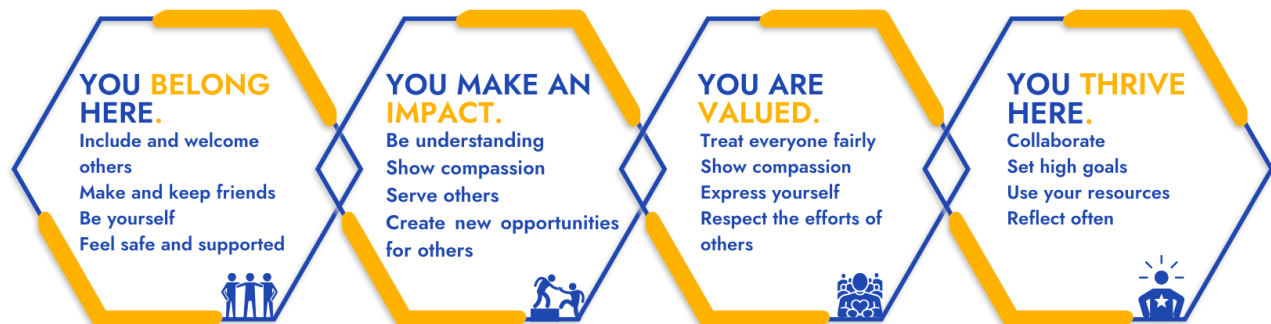 YOU BELONG
HERE.
Include and welcome
others
Make and keep friends
Be yourself
Feel safe and supported
YOU MAKE AN
IMPACT.
Be understanding
Show compassion
Serve others
Create new opportunities
for others
YOU ARE
VALUED.
Treat everyone fairly
Show compassion
Express yourself
Respect the efforts of
others
YOU THRIVE
HERE.
Collaborate
Set high goals
Use your resources
Reflect often